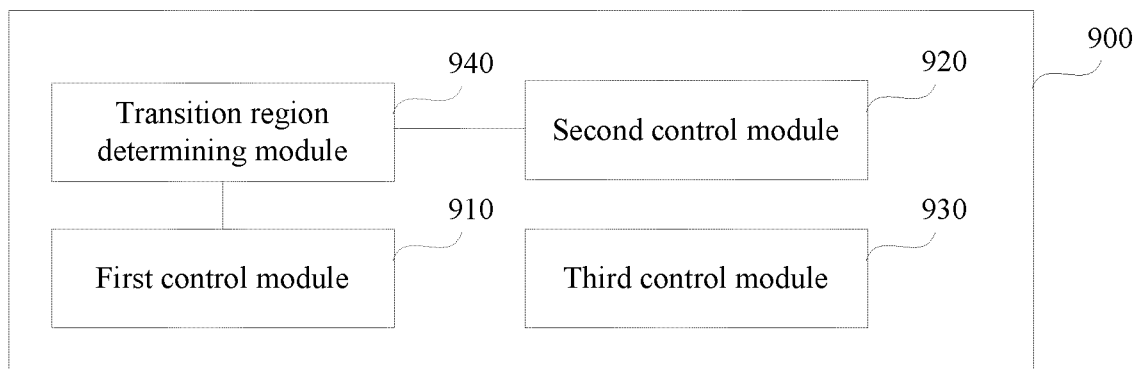 900
940
920
Transition region
determining module
Second control module
910
930
First control module
Third control module